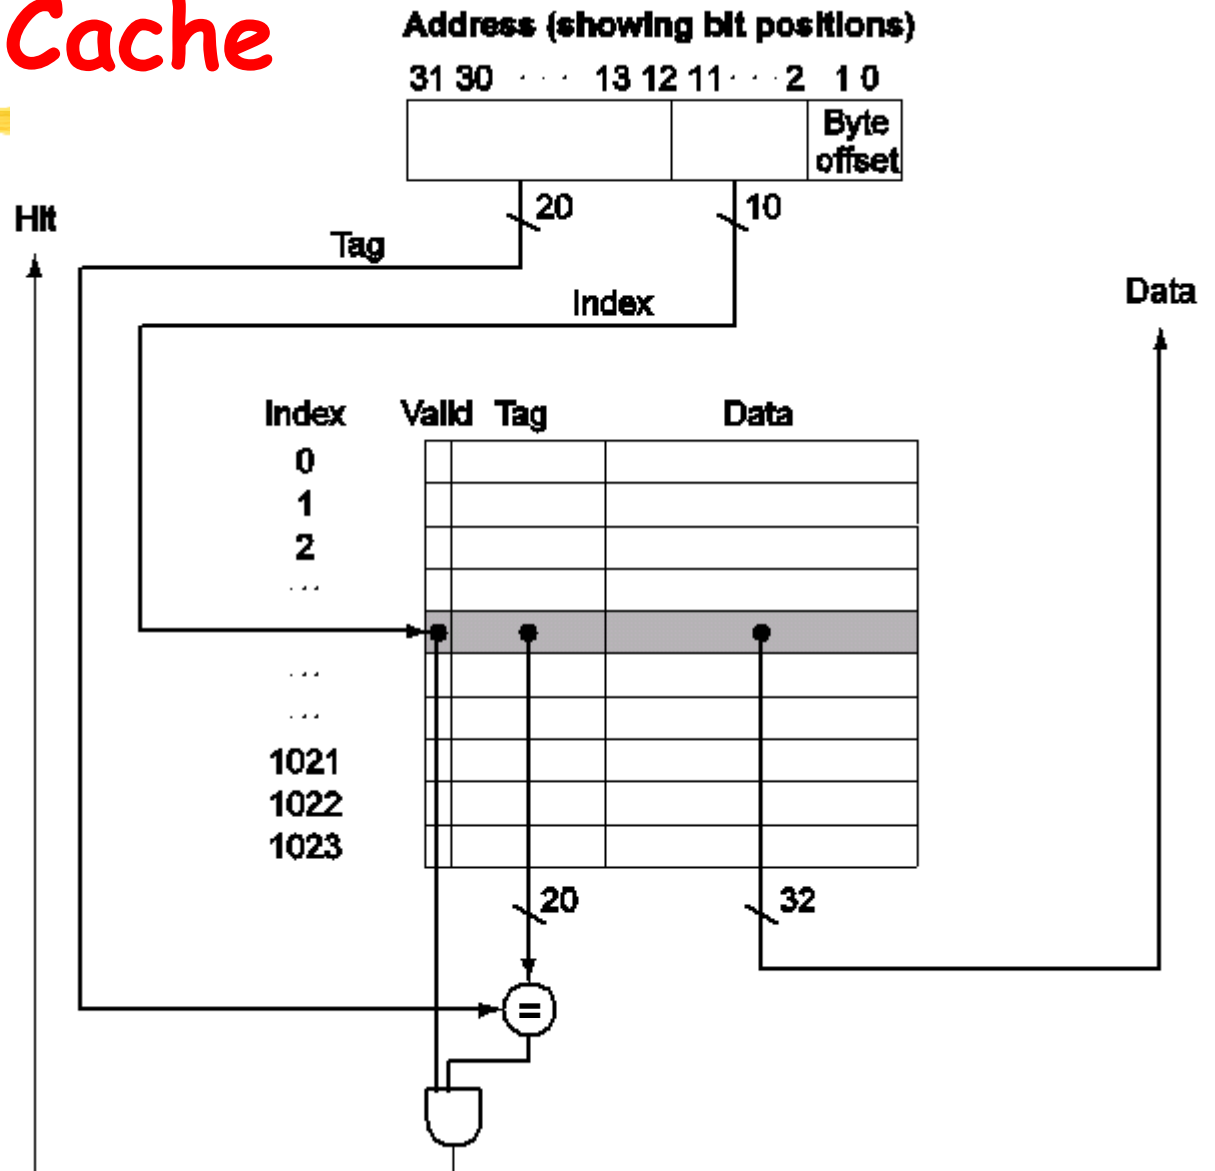 Cache
Address (showing bit positions)
31 30 · · · 13 12 11 · · · 2 1 0
Byte
offset
20
10
Hit
Tag
Index
Data
Index Valid Tag Data
0
1
2
...
...
...
1021
1022
1023
20
32
=